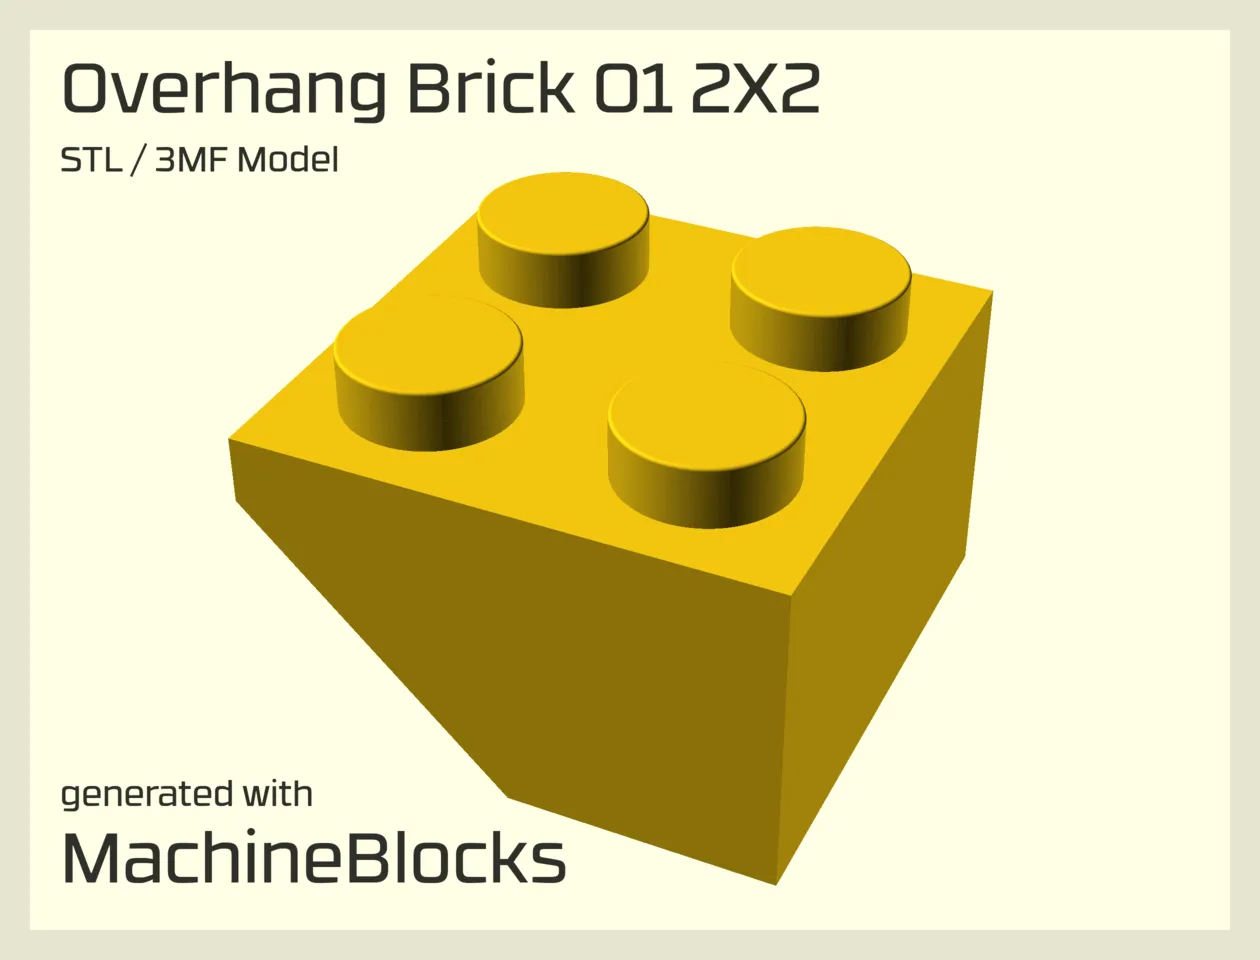 Overhang Brick 01 2X2
STL / 3MF Model
generated with
MachineBlocks